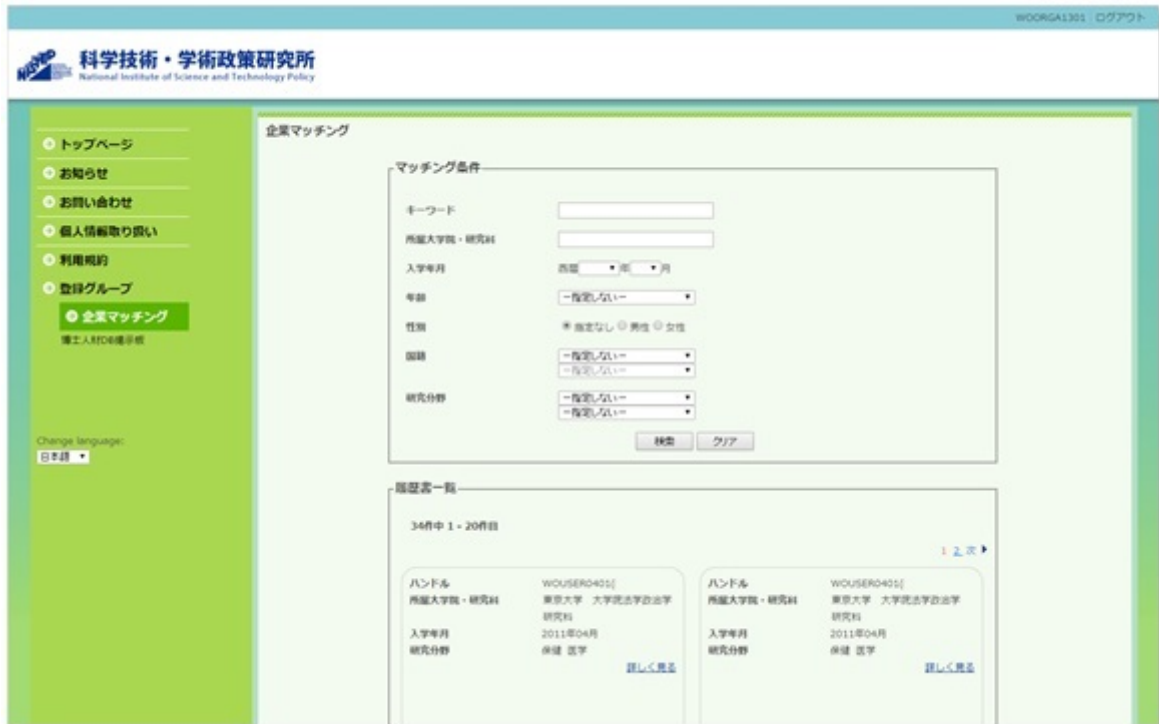 WOORGA1301 ログアウト
NISTEP
科学技術・学術政策研究所
National Institute of Science and Technology Policy
トップページ
お知らせ
お問い合わせ
個人情報取り扱い
利用規約
登録グループ
企業マッチング
博士人材DB掲示板
Change language:
日本語
企業マッチング
マッチング条件
キーワード
所属大学院・研究科
入学年月 西暦 年 月
年齢 −指定しない−
性別 指定なし 男性 女性
国籍 −指定しない−
−指定しない−
研究分野 −指定しない−
−指定しない−
検索 クリア
履歴書一覧
34件中 1 - 20件目
1 2 次
ハンドル WOUSER0401[ ハンドル WOUSER0401[
所属大学院・研究科 東京大学 大学院法学政治学 所属大学院・研究科 東京大学 大学院法学政治学
研究科 研究科
入学年月 2011年04月 入学年月 2011年04月
研究分野 保健 医学 研究分野 保健 医学
詳しく見る 詳しく見る